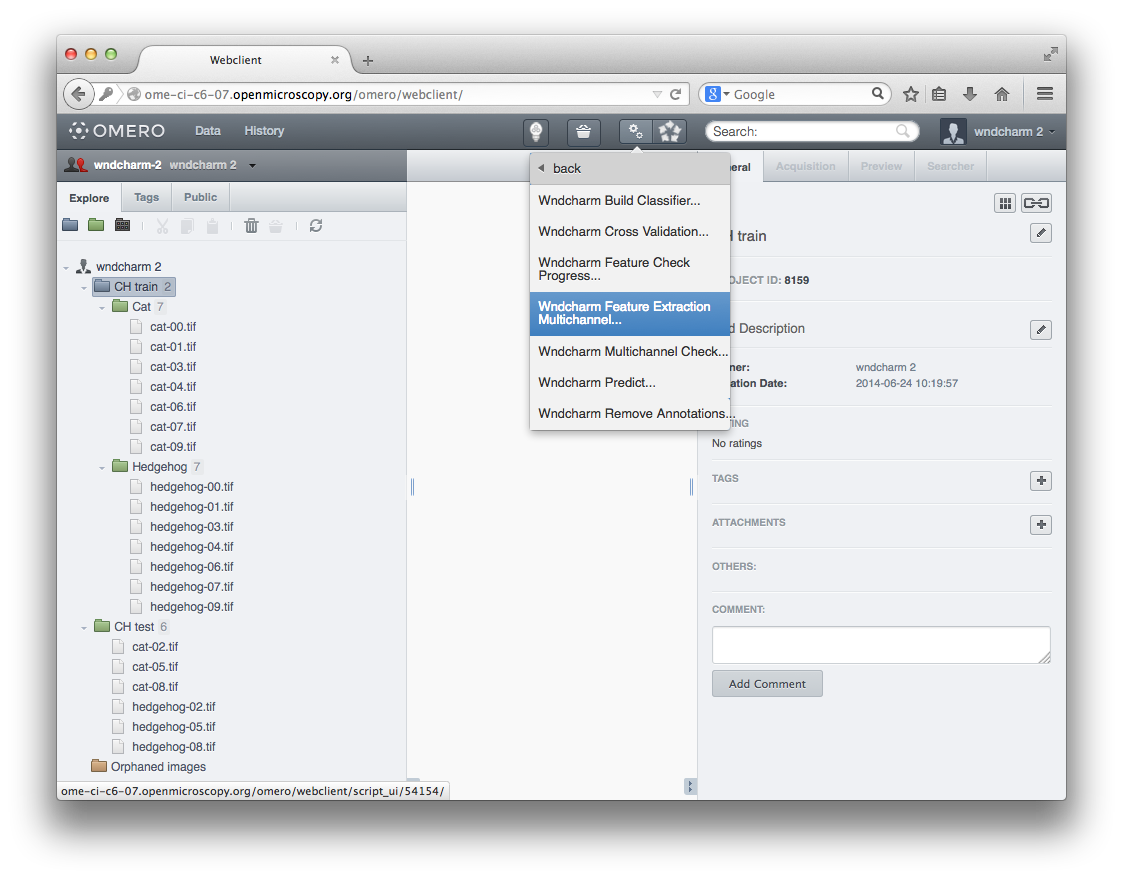 Webclient
ome-ci-c6-07.openmicroscopy.org/omero/webclient/
Google
OMERO Data History Search: wndcharm 2
wndcharm-2 wndcharm 2
Explore Tags Public
wndcharm 2
CH train 2
Cat 7
cat-00.tif
cat-01.tif
cat-03.tif
cat-04.tif
cat-06.tif
cat-07.tif
cat-09.tif
Hedgehog 7
hedgehog-00.tif
hedgehog-01.tif
hedgehog-03.tif
hedgehog-04.tif
hedgehog-06.tif
hedgehog-07.tif
hedgehog-09.tif
CH test 6
cat-02.tif
cat-05.tif
cat-08.tif
hedgehog-02.tif
hedgehog-05.tif
hedgehog-08.tif
Orphaned images
ome-ci-c6-07.openmicroscopy.org/omero/webclient/script_ui/54154/
back
Wndcharm Build Classifier...
Wndcharm Cross Validation...
Wndcharm Feature Check
Progress...
Wndcharm Feature Extraction
Multichannel...
Wndcharm Multichannel Check...
Wndcharm Predict...
Wndcharm Remove Annotations...
eral Acquisition Preview Searcher
H train
OJECT ID: 8159
d Description
ner: wndcharm 2
ation Date: 2014-06-24 10:19:57
ING
No ratings
TAGS
ATTACHMENTS
OTHERS:
COMMENT:
Add Comment